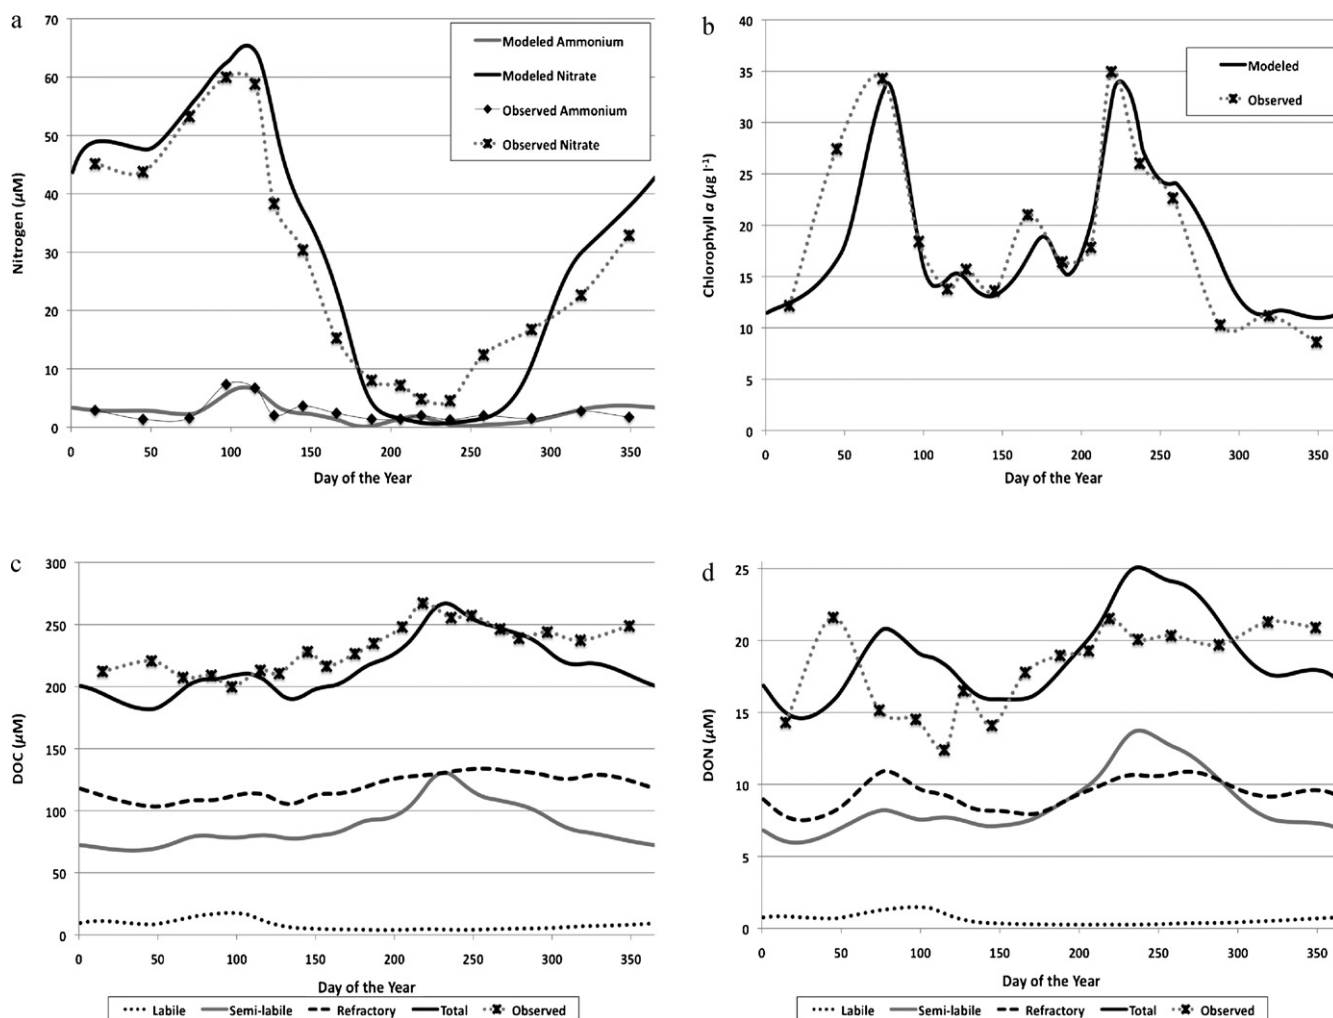 a
70
60
50
40
30
20
10
0
Nitrogen (µM)
0 50 100 150 200 250 300 350
Day of the Year
Modeled Ammonium
Modeled Nitrate
Observed Ammonium
Observed Nitrate
b
40
35
30
25
20
15
10
5
0
Chlorophyll a (µg l⁻¹)
0 50 100 150 200 250 300 350
Day of the Year
Modeled
Observed
c
300
250
200
150
100
50
0
DOC (µM)
0 50 100 150 200 250 300 350
Day of the Year
Labile Semi-labile Refractory Total Observed
d
25
20
15
10
5
0
DON (µM)
0 50 100 150 200 250 300 350
Day of the Year
Labile Semi-labile Refractory Total Observed